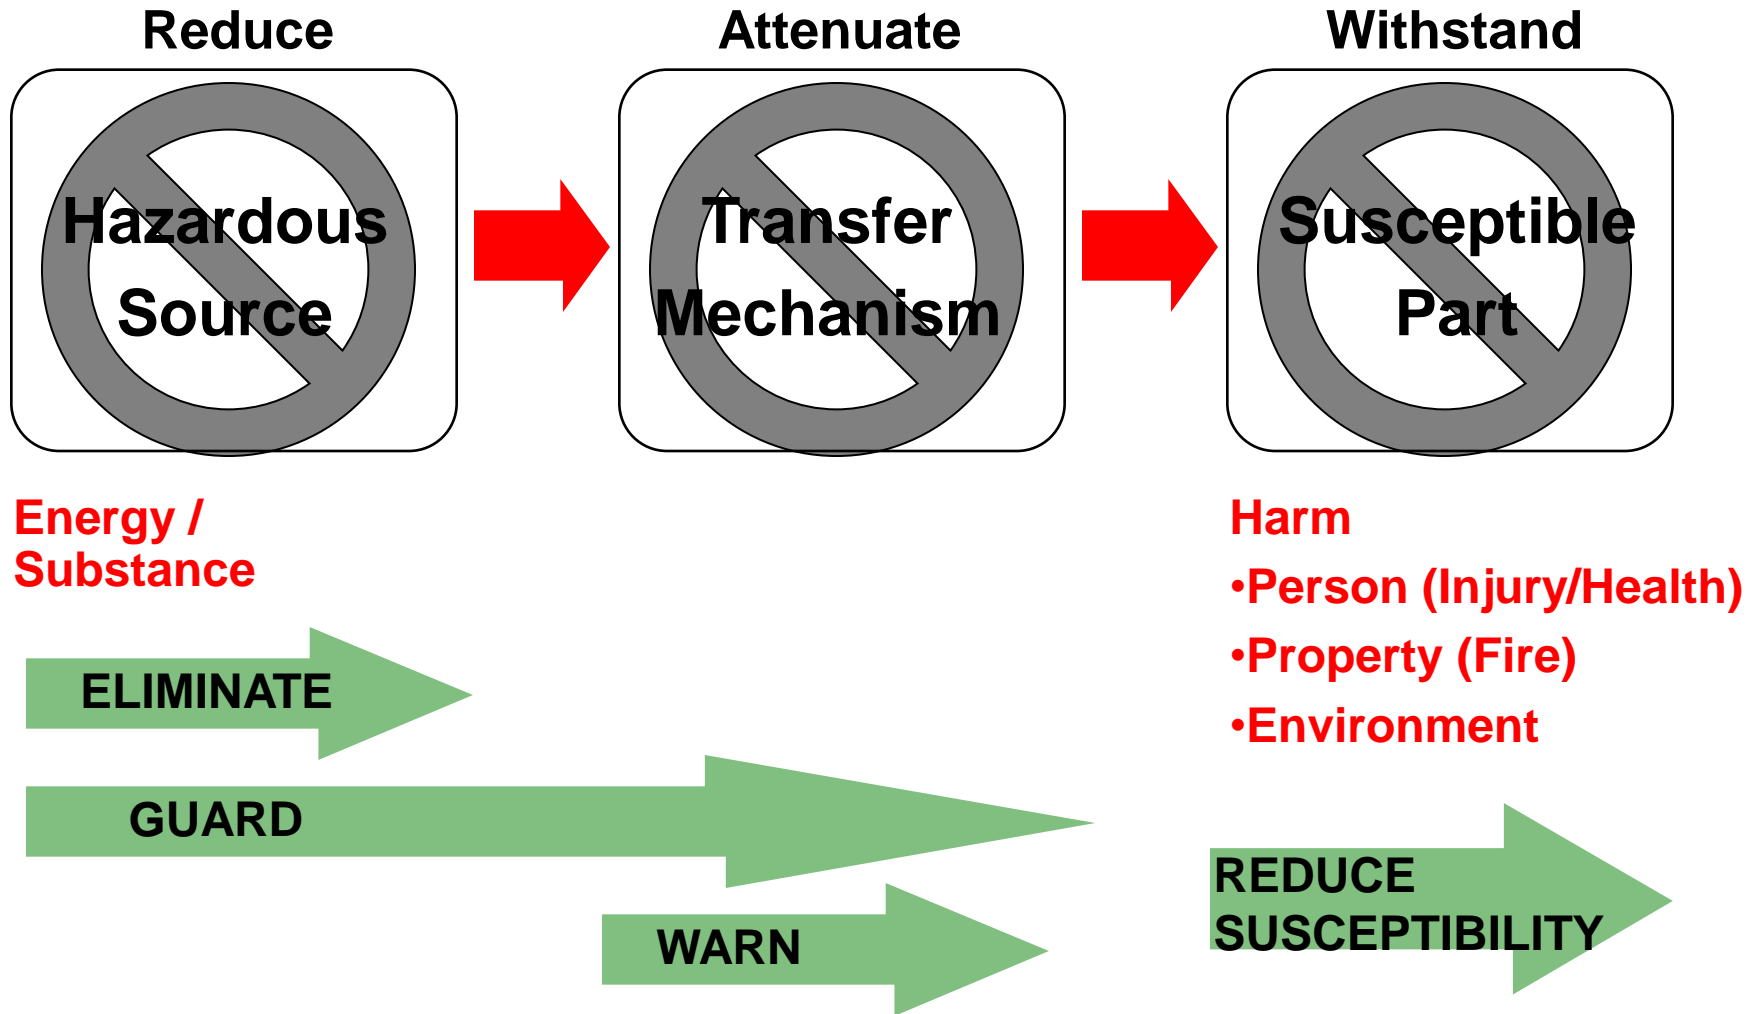 Reduce
Attenuate
Withstand
Hazardous
Source
Transfer
Mechanism
Susceptible
Part
Energy /
Substance
Harm
•Person (Injury/Health)
•Property (Fire)
•Environment
ELIMINATE
GUARD
WARN
REDUCE
SUSCEPTIBILITY